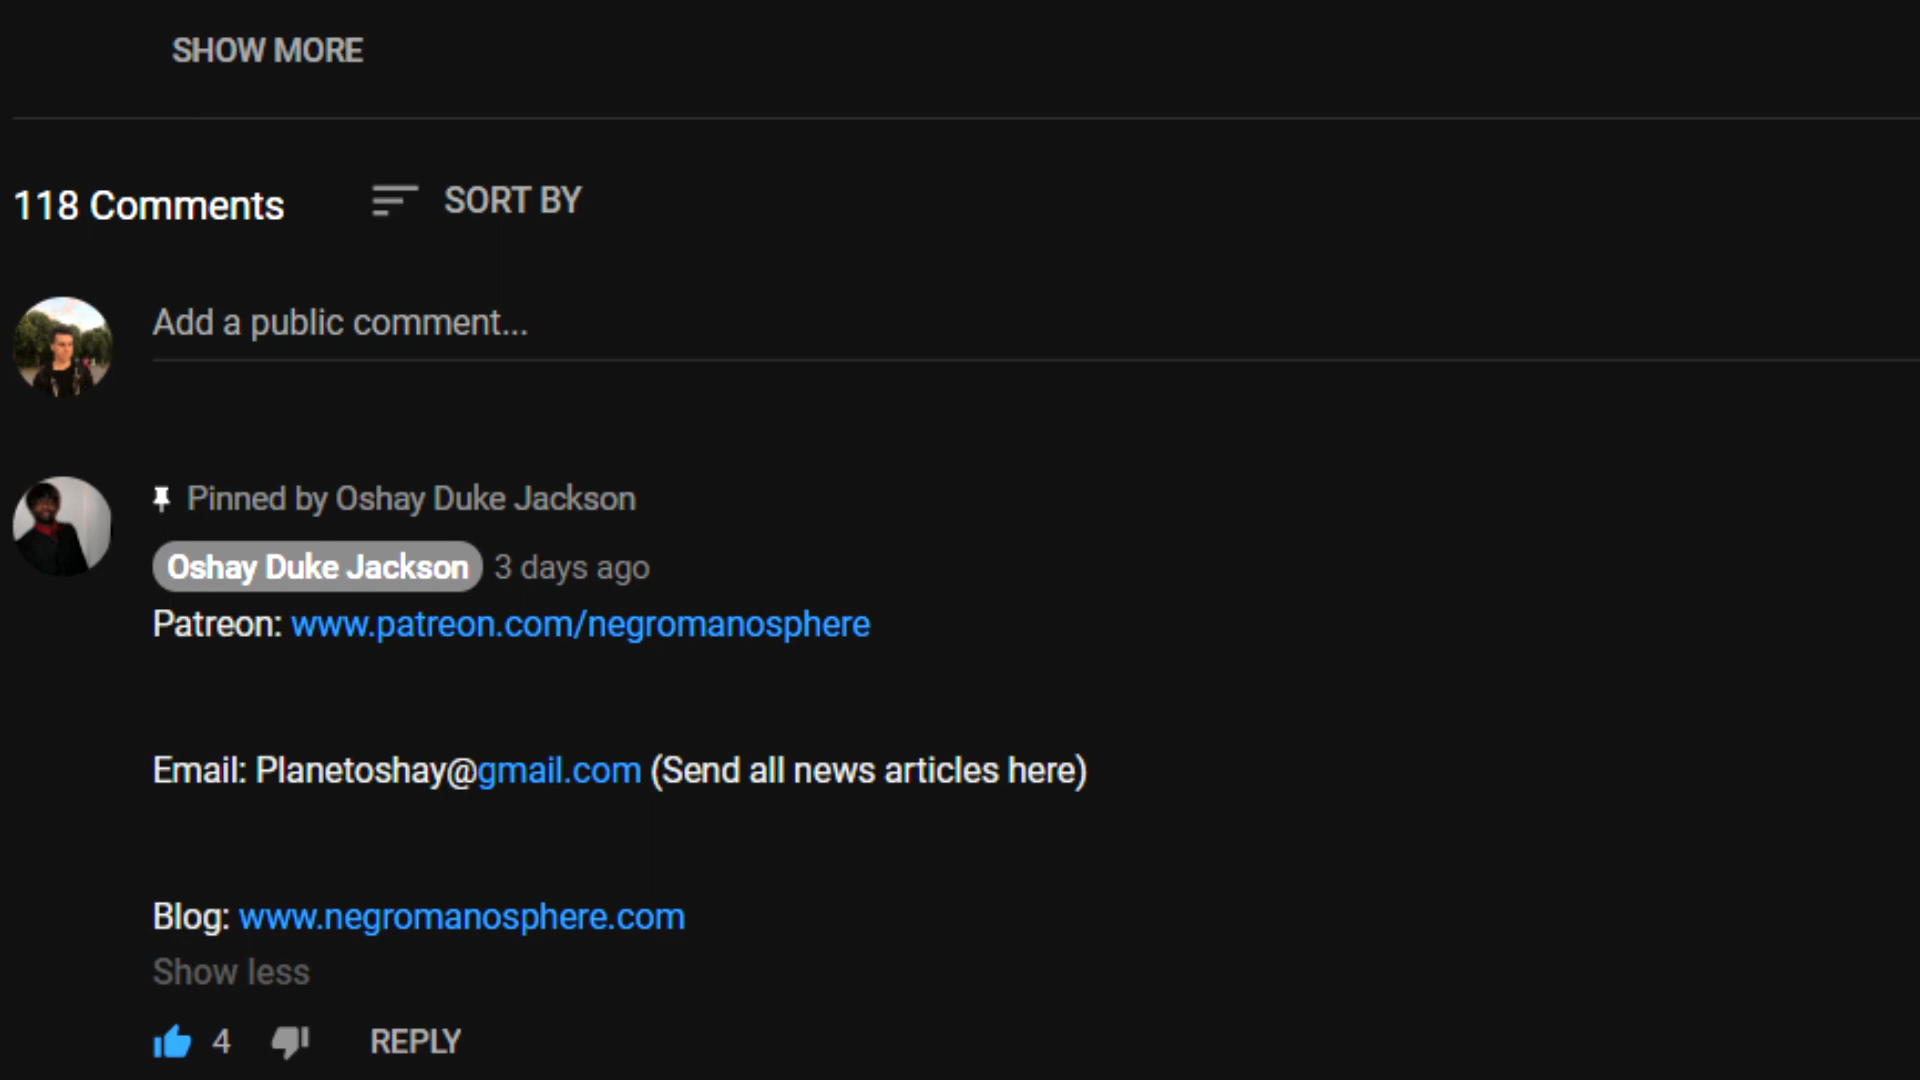 SHOW MORE
118 Comments
SORT BY
Add a public comment...
Pinned by Oshay Duke Jackson
Oshay Duke Jackson 3 days ago
Patreon: www.patreon.com/negromanosphere
Email: Planetoshay@gmail.com (Send all news articles here)
Blog: www.negromanosphere.com
Show less
4 REPLY